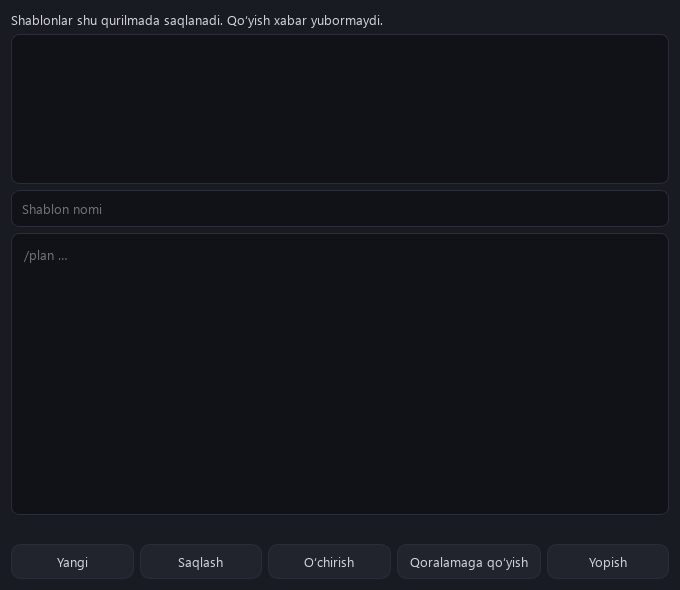 Shablonlar shu qurilmada saqlanadi. Qo‘yish xabar yubormaydi.
Shablon nomi
/plan …
Yangi
Saqlash
O‘chirish
Qoralamaga qo‘yish
Yopish